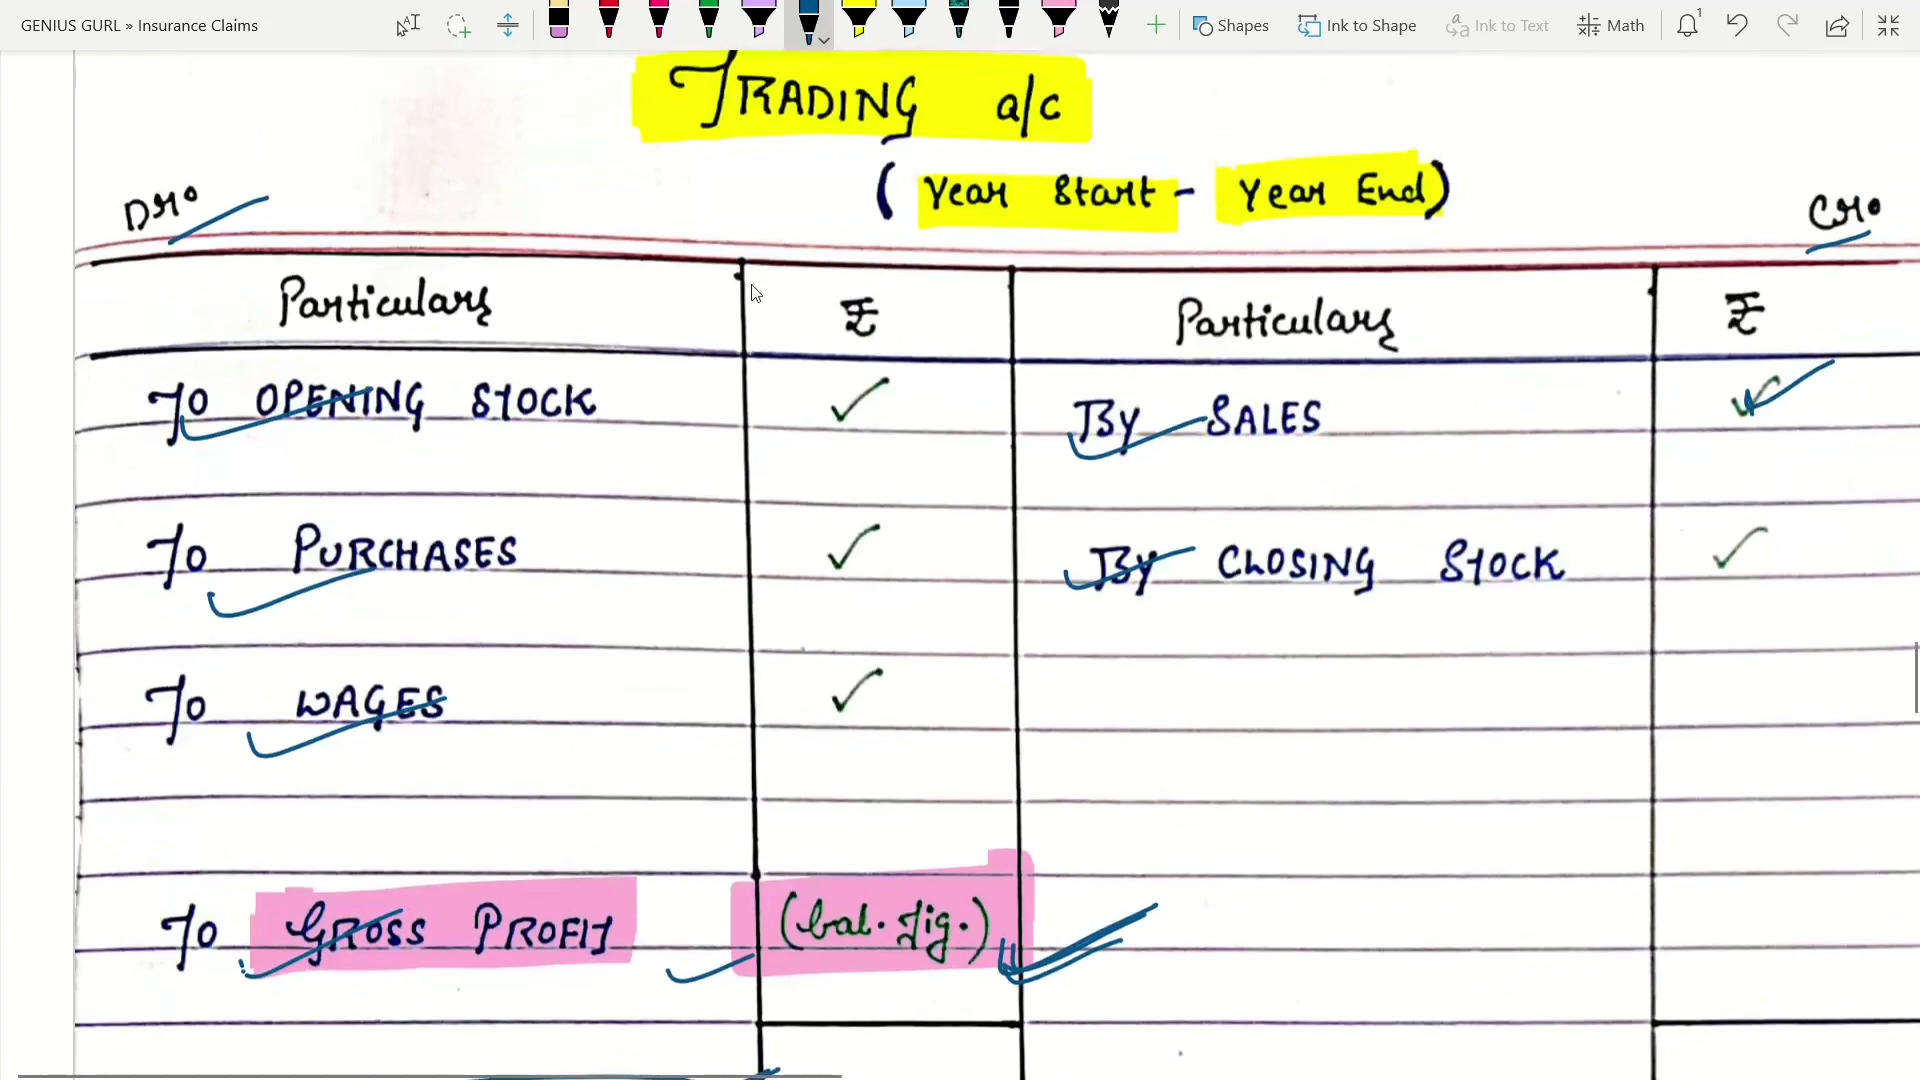 GENIUS GURL » Insurance Claims
Shapes
Ink to Shape
Ink to Text
Math
1
TRADING a/c
(Year Start - Year End)
Dr.
Cr.
Particulars ₹ Particulars ₹
To OPENING STOCK ✓ By SALES ✓
To PURCHASES ✓ By CLOSING STOCK ✓
To WAGES ✓
To GROSS PROFIT (bal. fig.)